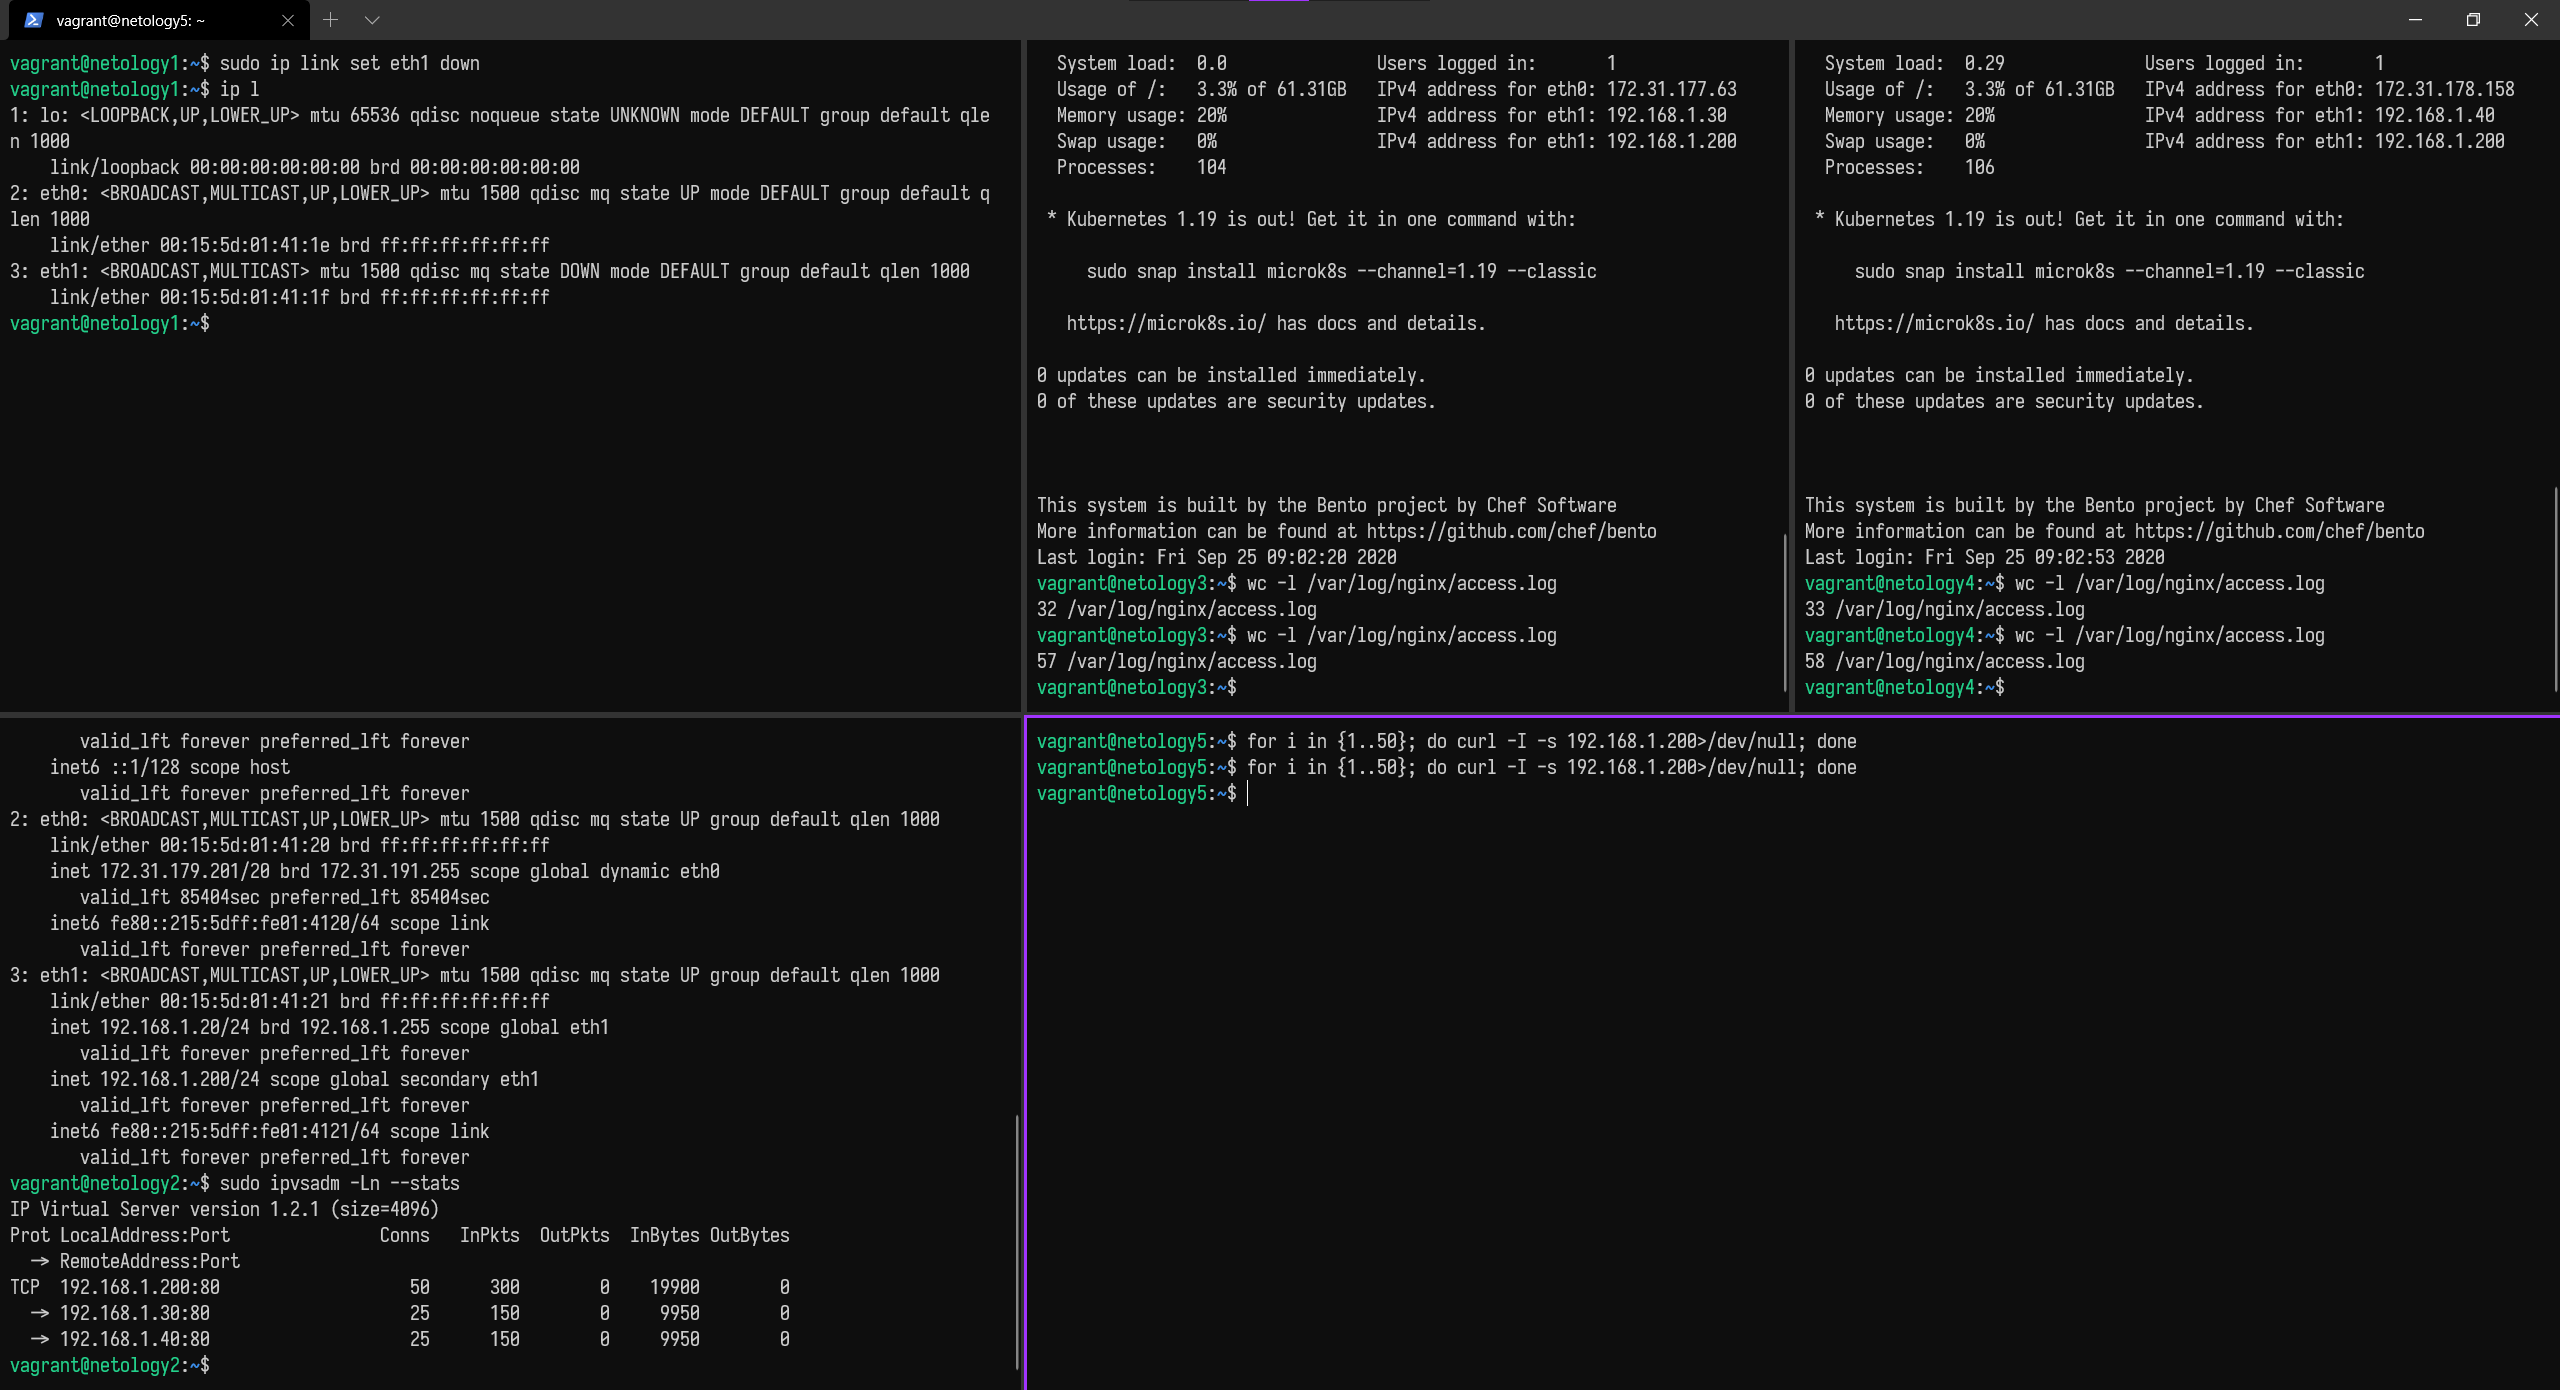 vagrant@netology5: ~
vagrant@netology1:~$ sudo ip link set eth1 down
vagrant@netology1:~$ ip l
1: lo: <LOOPBACK,UP,LOWER_UP> mtu 65536 qdisc noqueue state UNKNOWN mode DEFAULT group default qle
n 1000
    link/loopback 00:00:00:00:00:00 brd 00:00:00:00:00:00
2: eth0: <BROADCAST,MULTICAST,UP,LOWER_UP> mtu 1500 qdisc mq state UP mode DEFAULT group default q
len 1000
    link/ether 00:15:5d:01:41:1e brd ff:ff:ff:ff:ff:ff
3: eth1: <BROADCAST,MULTICAST> mtu 1500 qdisc mq state DOWN mode DEFAULT group default qlen 1000
    link/ether 00:15:5d:01:41:1f brd ff:ff:ff:ff:ff:ff
vagrant@netology1:~$
  System load:  0.0               Users logged in:       1
  Usage of /:   3.3% of 61.31GB   IPv4 address for eth0: 172.31.177.63
  Memory usage: 20%               IPv4 address for eth1: 192.168.1.30
  Swap usage:   0%                IPv4 address for eth1: 192.168.1.200
  Processes:    104
 * Kubernetes 1.19 is out! Get it in one command with:
     sudo snap install microk8s --channel=1.19 --classic
   https://microk8s.io/ has docs and details.
0 updates can be installed immediately.
0 of these updates are security updates.
This system is built by the Bento project by Chef Software
More information can be found at https://github.com/chef/bento
Last login: Fri Sep 25 09:02:20 2020
vagrant@netology3:~$ wc -l /var/log/nginx/access.log
32 /var/log/nginx/access.log
vagrant@netology3:~$ wc -l /var/log/nginx/access.log
57 /var/log/nginx/access.log
vagrant@netology3:~$
  System load:  0.29              Users logged in:       1
  Usage of /:   3.3% of 61.31GB   IPv4 address for eth0: 172.31.178.158
  Memory usage: 20%               IPv4 address for eth1: 192.168.1.40
  Swap usage:   0%                IPv4 address for eth1: 192.168.1.200
  Processes:    106
 * Kubernetes 1.19 is out! Get it in one command with:
     sudo snap install microk8s --channel=1.19 --classic
   https://microk8s.io/ has docs and details.
0 updates can be installed immediately.
0 of these updates are security updates.
This system is built by the Bento project by Chef Software
More information can be found at https://github.com/chef/bento
Last login: Fri Sep 25 09:02:53 2020
vagrant@netology4:~$ wc -l /var/log/nginx/access.log
33 /var/log/nginx/access.log
vagrant@netology4:~$ wc -l /var/log/nginx/access.log
58 /var/log/nginx/access.log
vagrant@netology4:~$
       valid_lft forever preferred_lft forever
    inet6 ::1/128 scope host
       valid_lft forever preferred_lft forever
2: eth0: <BROADCAST,MULTICAST,UP,LOWER_UP> mtu 1500 qdisc mq state UP group default qlen 1000
    link/ether 00:15:5d:01:41:20 brd ff:ff:ff:ff:ff:ff
    inet 172.31.179.201/20 brd 172.31.191.255 scope global dynamic eth0
       valid_lft 85404sec preferred_lft 85404sec
    inet6 fe80::215:5dff:fe01:4120/64 scope link
       valid_lft forever preferred_lft forever
3: eth1: <BROADCAST,MULTICAST,UP,LOWER_UP> mtu 1500 qdisc mq state UP group default qlen 1000
    link/ether 00:15:5d:01:41:21 brd ff:ff:ff:ff:ff:ff
    inet 192.168.1.20/24 brd 192.168.1.255 scope global eth1
       valid_lft forever preferred_lft forever
    inet 192.168.1.200/24 scope global secondary eth1
       valid_lft forever preferred_lft forever
    inet6 fe80::215:5dff:fe01:4121/64 scope link
       valid_lft forever preferred_lft forever
vagrant@netology2:~$ sudo ipvsadm -Ln --stats
IP Virtual Server version 1.2.1 (size=4096)
Prot LocalAddress:Port               Conns   InPkts  OutPkts  InBytes OutBytes
  -> RemoteAddress:Port
TCP  192.168.1.200:80                   50      300        0    19900        0
  -> 192.168.1.30:80                    25      150        0     9950        0
  -> 192.168.1.40:80                    25      150        0     9950        0
vagrant@netology2:~$
vagrant@netology5:~$ for i in {1..50}; do curl -I -s 192.168.1.200>/dev/null; done
vagrant@netology5:~$ for i in {1..50}; do curl -I -s 192.168.1.200>/dev/null; done
vagrant@netology5:~$